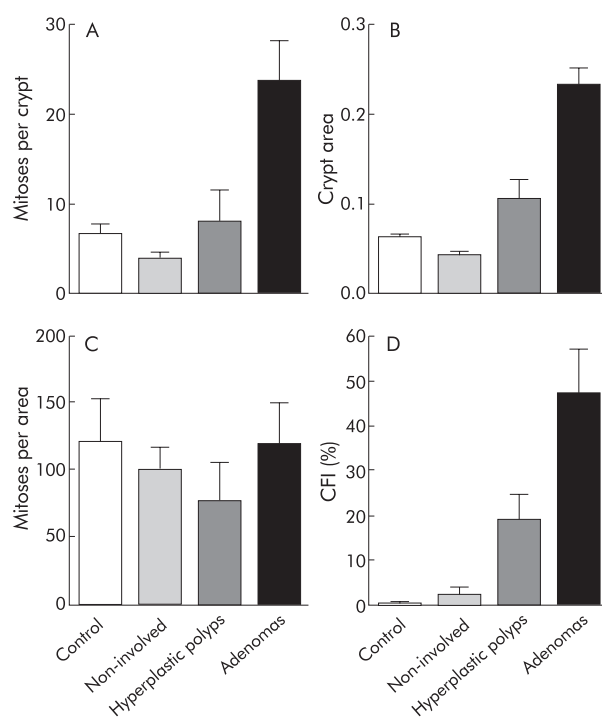 A
Mitoses per crypt
30
20
10
0
B
Crypt area
0.3
0.2
0.1
0.0
C
Mitoses per area
200
150
100
50
0
Control
Non-involved
Hyperplastic polyps
Adenomas
D
CFI (%)
60
50
40
30
20
10
0
Control
Non-involved
Hyperplastic polyps
Adenomas